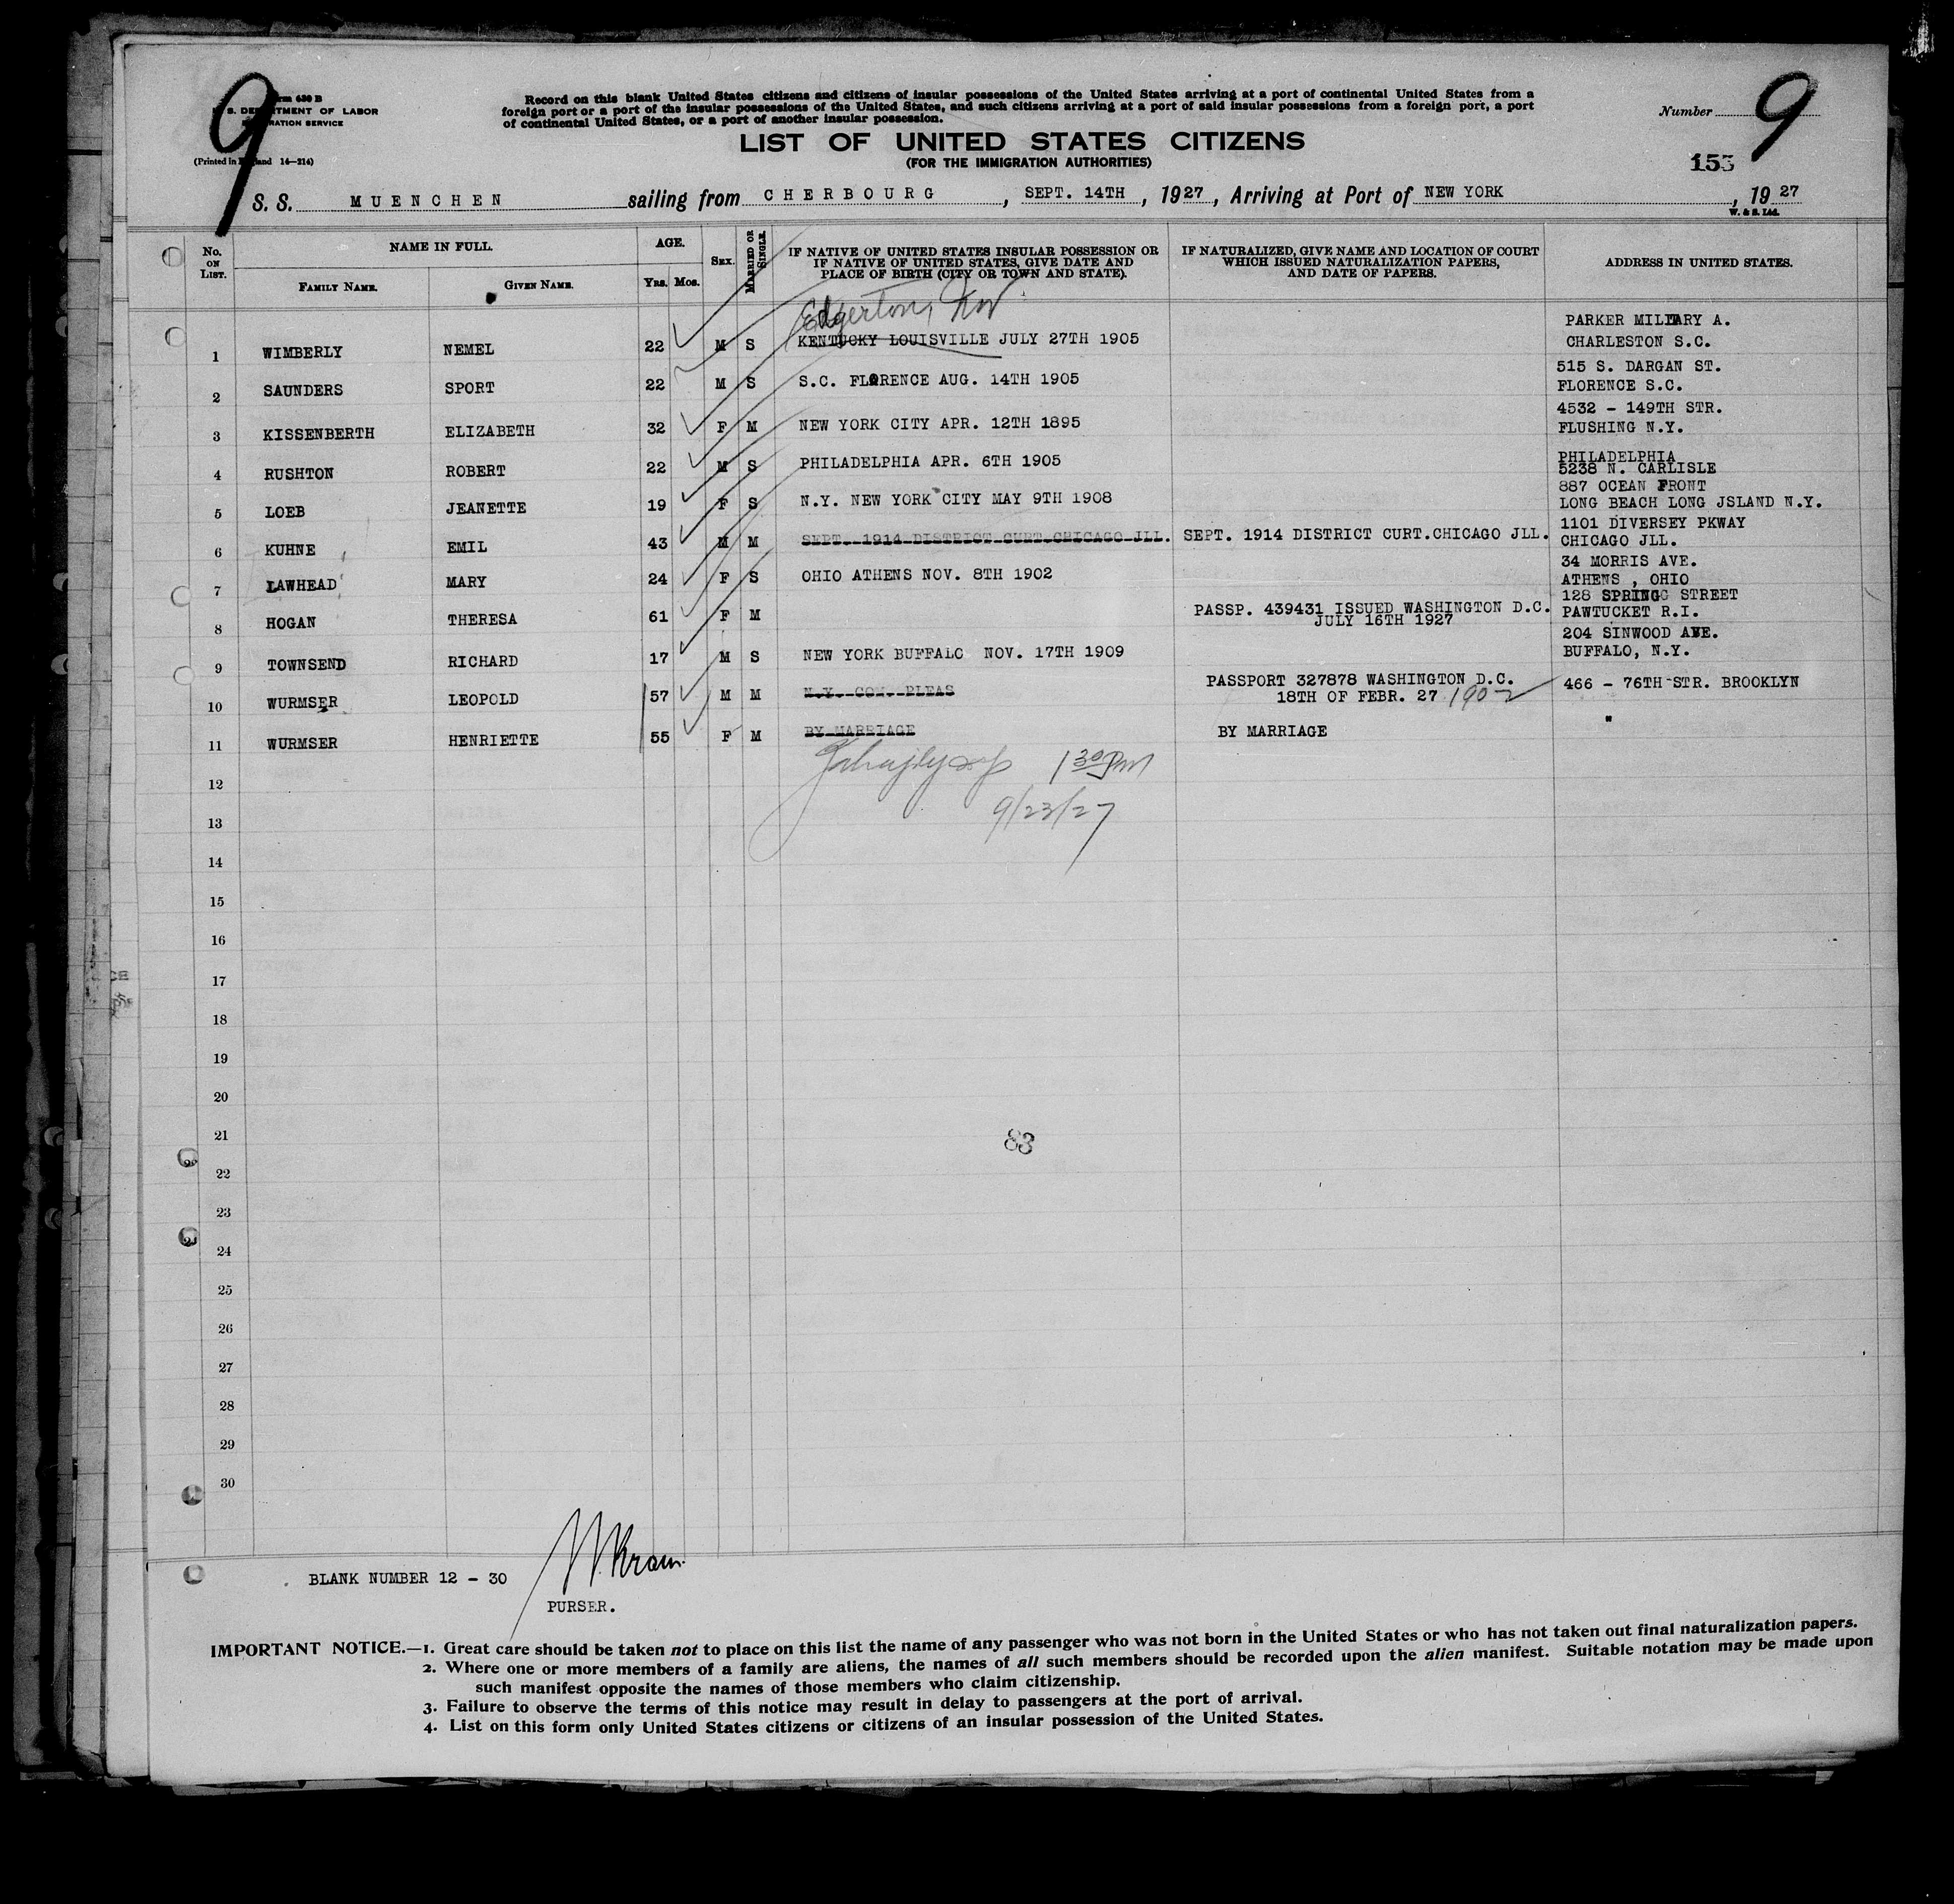 9
Form 630 B
U. S. DEPARTMENT OF LABOR
IMMIGRATION SERVICE
(Printed in England 14—214)
Record on this blank United States citizens and citizens of insular possessions of the United States arriving at a port of continental United States from a
foreign port or a port of the insular possessions of the United States, and such citizens arriving at a port of said insular possessions from a foreign port, a port
of continental United States, or a port of another insular possession.
Number 9
LIST OF UNITED STATES CITIZENS
(FOR THE IMMIGRATION AUTHORITIES)
153
S. S. MUENCHEN sailing from CHERBOURG, SEPT. 14TH, 1927, Arriving at Port of NEW YORK, 1927
W. & S. Ltd.
No. ON LIST. NAME IN FULL. FAMILY NAME. GIVEN NAME. AGE. YRS. MOS. SEX. MARRIED OR SINGLE. IF NATIVE OF UNITED STATES INSULAR POSSESSION OR IF NATIVE OF UNITED STATES, GIVE DATE AND PLACE OF BIRTH (CITY OR TOWN AND STATE). IF NATURALIZED, GIVE NAME AND LOCATION OF COURT WHICH ISSUED NATURALIZATION PAPERS, AND DATE OF PAPERS. ADDRESS IN UNITED STATES.
Edgerton,
1 WIMBERLY NEMEL 22 M S KENTUCKY LOUISVILLE JULY 27TH 1905 PARKER MILITARY A. CHARLESTON S.C.
2 SAUNDERS SPORT 22 M S S.C. FLORENCE AUG. 14TH 1905 515 S. DARGAN ST. FLORENCE S.C.
3 KISSENBERTH ELIZABETH 32 F M NEW YORK CITY APR. 12TH 1895 4532 - 149TH STR. FLUSHING N.Y.
4 RUSHTON ROBERT 22 M S PHILADELPHIA APR. 6TH 1905 PHILADELPHIA 5238 N. CARLISLE
5 LOEB JEANETTE 19 F S N.Y. NEW YORK CITY MAY 9TH 1908 887 OCEAN FRONT LONG BEACH LONG JSLAND N.Y.
6 KUHNE EMIL 43 M M SEPT. 1914 DISTRICT CURT.CHICAGO JLL. SEPT. 1914 DISTRICT CURT.CHICAGO JLL. 1101 DIVERSEY PKWAY CHICAGO JLL.
7 LAWHEAD MARY 24 F S OHIO ATHENS NOV. 8TH 1902 34 MORRIS AVE. ATHENS , OHIO
8 HOGAN THERESA 61 F M PASSP. 439431 ISSUED WASHINGTON D.C. JULY 16TH 1927 128 SPRINGG STREET PAWTUCKET R.I.
9 TOWNSEND RICHARD 17 M S NEW YORK BUFFALO NOV. 17TH 1909 204 SINWOOD AVE. BUFFALO, N.Y.
10 WURMSER LEOPOLD 57 M M N.Y. COM. PLEAS PASSPORT 327878 WASHINGTON D.C. 18TH OF FEBR. 27 1902 466 - 76TH STR. BROOKLYN
11 WURMSER HENRIETTE 55 F M BY MARRIAGE BY MARRIAGE "
12 1 30 PM
13 9/23/27
14
15
16
17
18
19
20
21 83
22
23
24
25
26
27
28
29
30
BLANK NUMBER 12 - 30
PURSER.
IMPORTANT NOTICE.—1. Great care should be taken not to place on this list the name of any passenger who was not born in the United States or who has not taken out final naturalization papers.
2. Where one or more members of a family are aliens, the names of all such members should be recorded upon the alien manifest. Suitable notation may be made upon
such manifest opposite the names of those members who claim citizenship.
3. Failure to observe the terms of this notice may result in delay to passengers at the port of arrival.
4. List on this form only United States citizens or citizens of an insular possession of the United States.